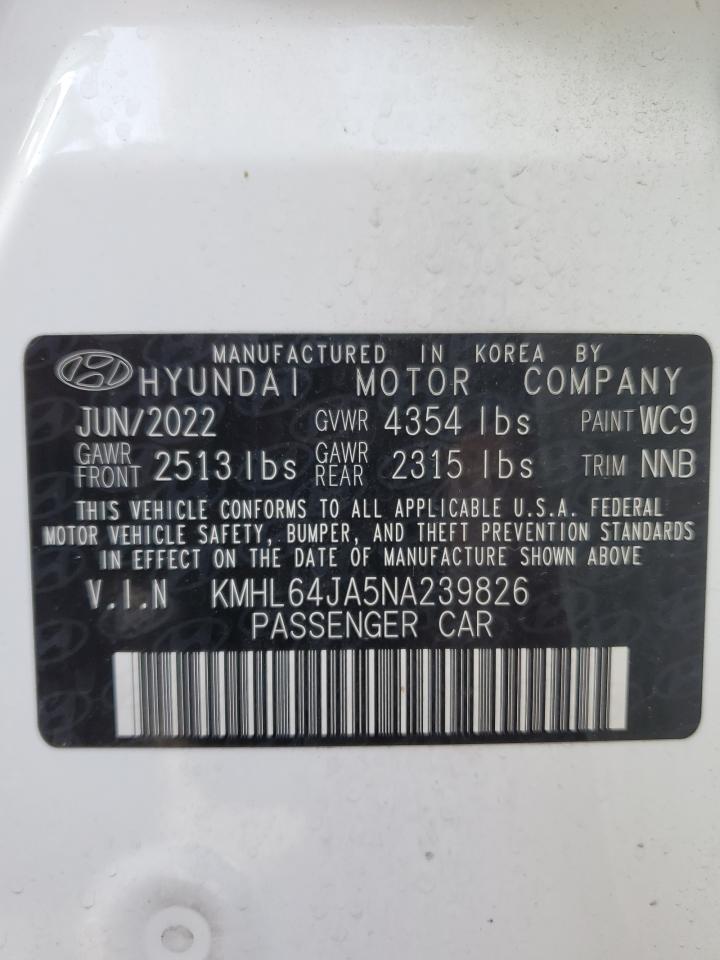 MANUFACTURED IN KOREA BY
HYUNDAI MOTOR COMPANY
JUN/2022 GVWR 4354 lbs PAINT WC9
GAWR FRONT 2513 lbs GAWR REAR 2315 lbs TRIM NNB
THIS VEHICLE CONFORMS TO ALL APPLICABLE U.S.A. FEDERAL
MOTOR VEHICLE SAFETY, BUMPER, AND THEFT PREVENTION STANDARDS
IN EFFECT ON THE DATE OF MANUFACTURE SHOWN ABOVE
V.I.N KMHL64JA5NA239826
PASSENGER CAR